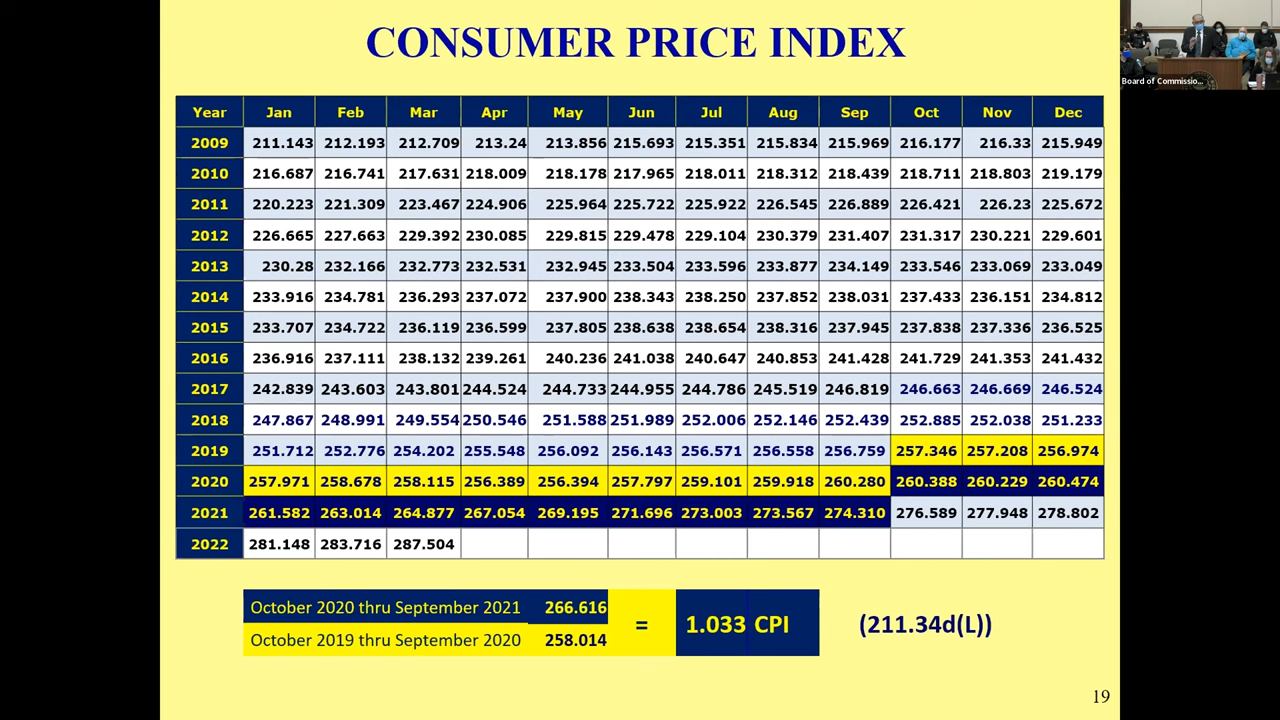 CONSUMER PRICE INDEX
Board of Commissio...
Year Jan Feb Mar Apr May Jun Jul Aug Sep Oct Nov Dec
2009 211.143 212.193 212.709 213.24 213.856 215.693 215.351 215.834 215.969 216.177 216.33 215.949
2010 216.687 216.741 217.631 218.009 218.178 217.965 218.011 218.312 218.439 218.711 218.803 219.179
2011 220.223 221.309 223.467 224.906 225.964 225.722 225.922 226.545 226.889 226.421 226.23 225.672
2012 226.665 227.663 229.392 230.085 229.815 229.478 229.104 230.379 231.407 231.317 230.221 229.601
2013 230.28 232.166 232.773 232.531 232.945 233.504 233.596 233.877 234.149 233.546 233.069 233.049
2014 233.916 234.781 236.293 237.072 237.900 238.343 238.250 237.852 238.031 237.433 236.151 234.812
2015 233.707 234.722 236.119 236.599 237.805 238.638 238.654 238.316 237.945 237.838 237.336 236.525
2016 236.916 237.111 238.132 239.261 240.236 241.038 240.647 240.853 241.428 241.729 241.353 241.432
2017 242.839 243.603 243.801 244.524 244.733 244.955 244.786 245.519 246.819 246.663 246.669 246.524
2018 247.867 248.991 249.554 250.546 251.588 251.989 252.006 252.146 252.439 252.885 252.038 251.233
2019 251.712 252.776 254.202 255.548 256.092 256.143 256.571 256.558 256.759 257.346 257.208 256.974
2020 257.971 258.678 258.115 256.389 256.394 257.797 259.101 259.918 260.280 260.388 260.229 260.474
2021 261.582 263.014 264.877 267.054 269.195 271.696 273.003 273.567 274.310 276.589 277.948 278.802
2022 281.148 283.716 287.504
October 2020 thru September 2021 266.616
= 1.033 CPI (211.34d(L))
October 2019 thru September 2020 258.014
19